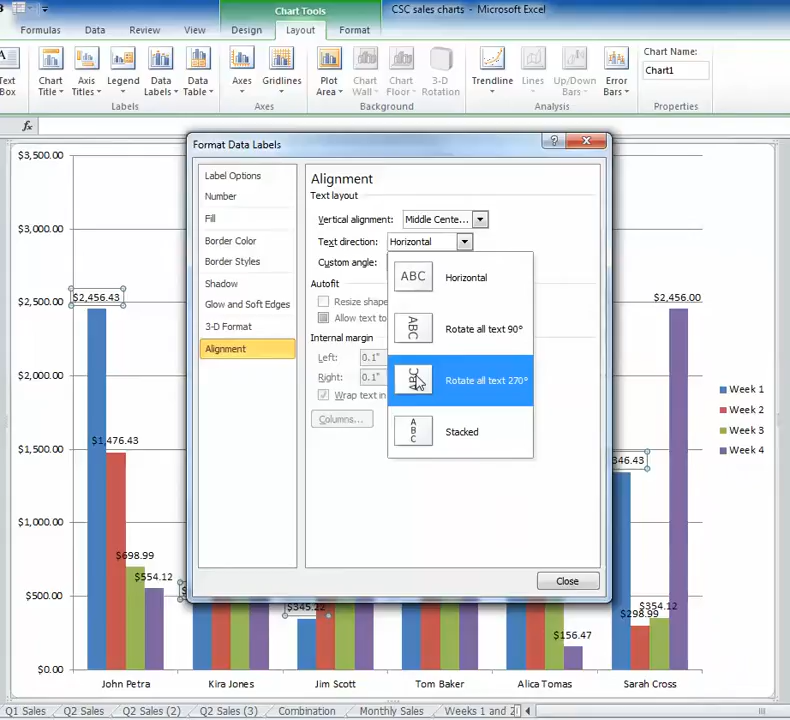 Chart Tools
CSC sales charts - Microsoft Excel
Formulas Data Review View Design Layout Format
Text Box
Chart Title
Axis Titles
Legend
Data Labels
Data Table
Axes
Gridlines
Plot Area
Chart Wall
Chart Floor
3-D Rotation
Trendline
Lines
Up/Down Bars
Error Bars
Chart Name:
Chart1
Labels Axes Background Analysis Properties
fx
Format Data Labels
?
Label Options
Number
Fill
Border Color
Border Styles
Shadow
Glow and Soft Edges
3-D Format
Alignment
Alignment
Text layout
Vertical alignment: Middle Cente...
Text direction: Horizontal
Custom angle:
Autofit
Resize shape
Allow text to
Internal margin
Left: 0.1"
Right: 0.1"
Wrap text in
Columns...
ABC Horizontal
ABC Rotate all text 90°
Rotate all text 270°
ABC Stacked
Close
$3,500.00
$3,000.00
$2,500.00
$2,000.00
$1,500.00
$1,000.00
$500.00
$0.00
$2,456.43
$1,476.43
$698.99
$554.12
$345.22
$156.47
346.43
$298.99
$354.12
$2,456.00
Week 1
Week 2
Week 3
Week 4
John Petra Kira Jones Jim Scott Tom Baker Alica Tomas Sarah Cross
Q1 Sales Q2 Sales Q2 Sales (2) Q2 Sales (3) Combination Monthly Sales Weeks 1 and 2